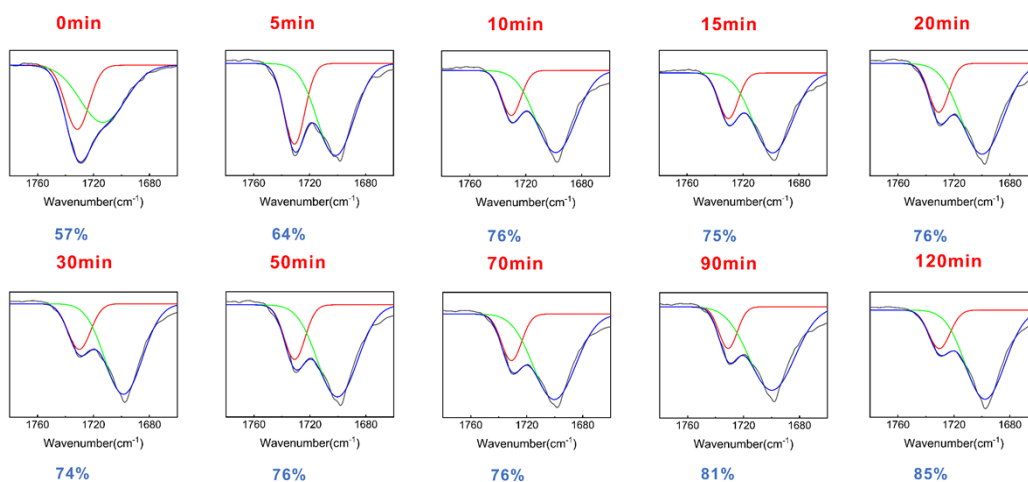 0min 5min 10min 15min 20min
1760 1720 1680 1760 1720 1680 1760 1720 1680 1760 1720 1680 1760 1720 1680
Wavenumber(cm⁻¹) Wavenumber(cm⁻¹) Wavenumber(cm⁻¹) Wavenumber(cm⁻¹) Wavenumber(cm⁻¹)
57% 64% 76% 75% 76%
30min 50min 70min 90min 120min
1760 1720 1680 1760 1720 1680 1760 1720 1680 1760 1720 1680 1760 1720 1680
Wavenumber(cm⁻¹) Wavenumber(cm⁻¹) Wavenumber(cm⁻¹) Wavenumber(cm⁻¹) Wavenumber(cm⁻¹)
74% 76% 76% 81% 85%